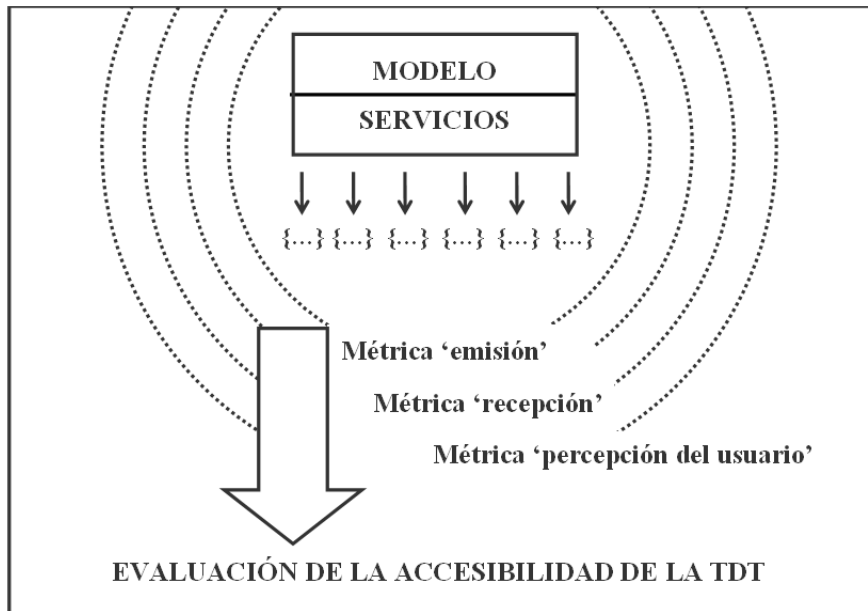 MODELO
SERVICIOS
{...} {...} {...} {...} {...} {...}
Métrica ‘emisión’
Métrica ‘recepción’
Métrica ‘percepción del usuario’
EVALUACIÓN DE LA ACCESIBILIDAD DE LA TDT